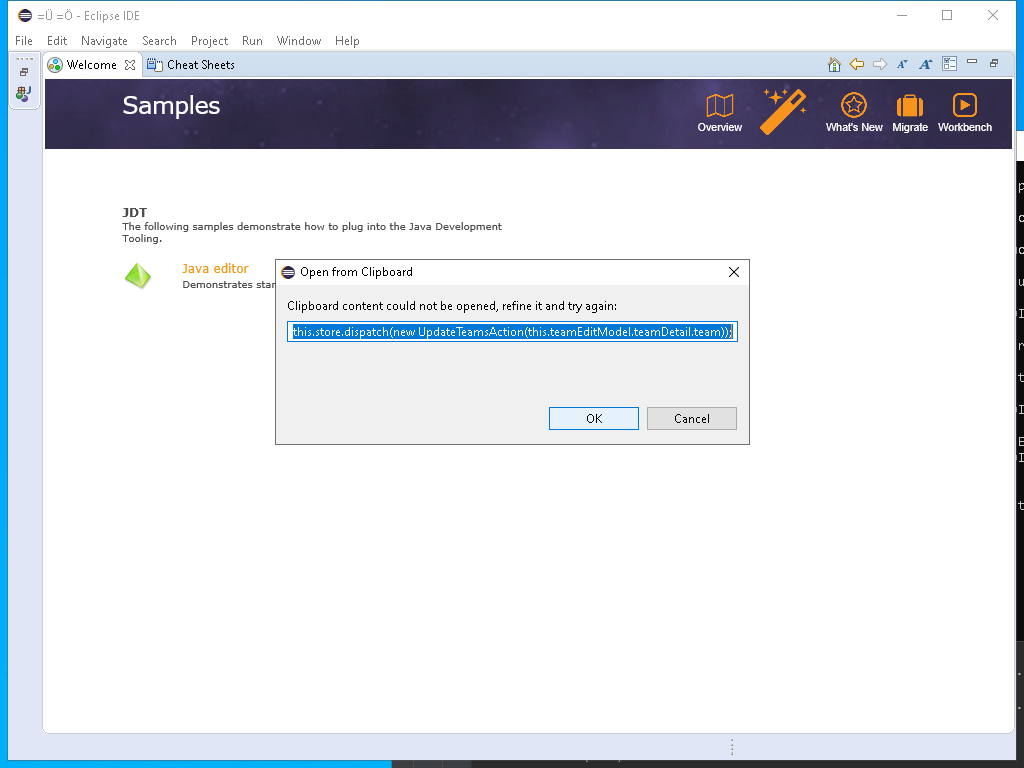 =Ü =Ö - Eclipse IDE
File Edit Navigate Search Project Run Window Help
Welcome Cheat Sheets
Samples
Overview What's New Migrate Workbench
JDT
The following samples demonstrate how to plug into the Java Development
Tooling.
Java editor
Demonstrates
Open from Clipboard
Clipboard content could not be opened, refine it and try again:
this.store.dispatch(new UpdateTeamsAction(this.teamEditModel.teamDetail.team));
OK Cancel